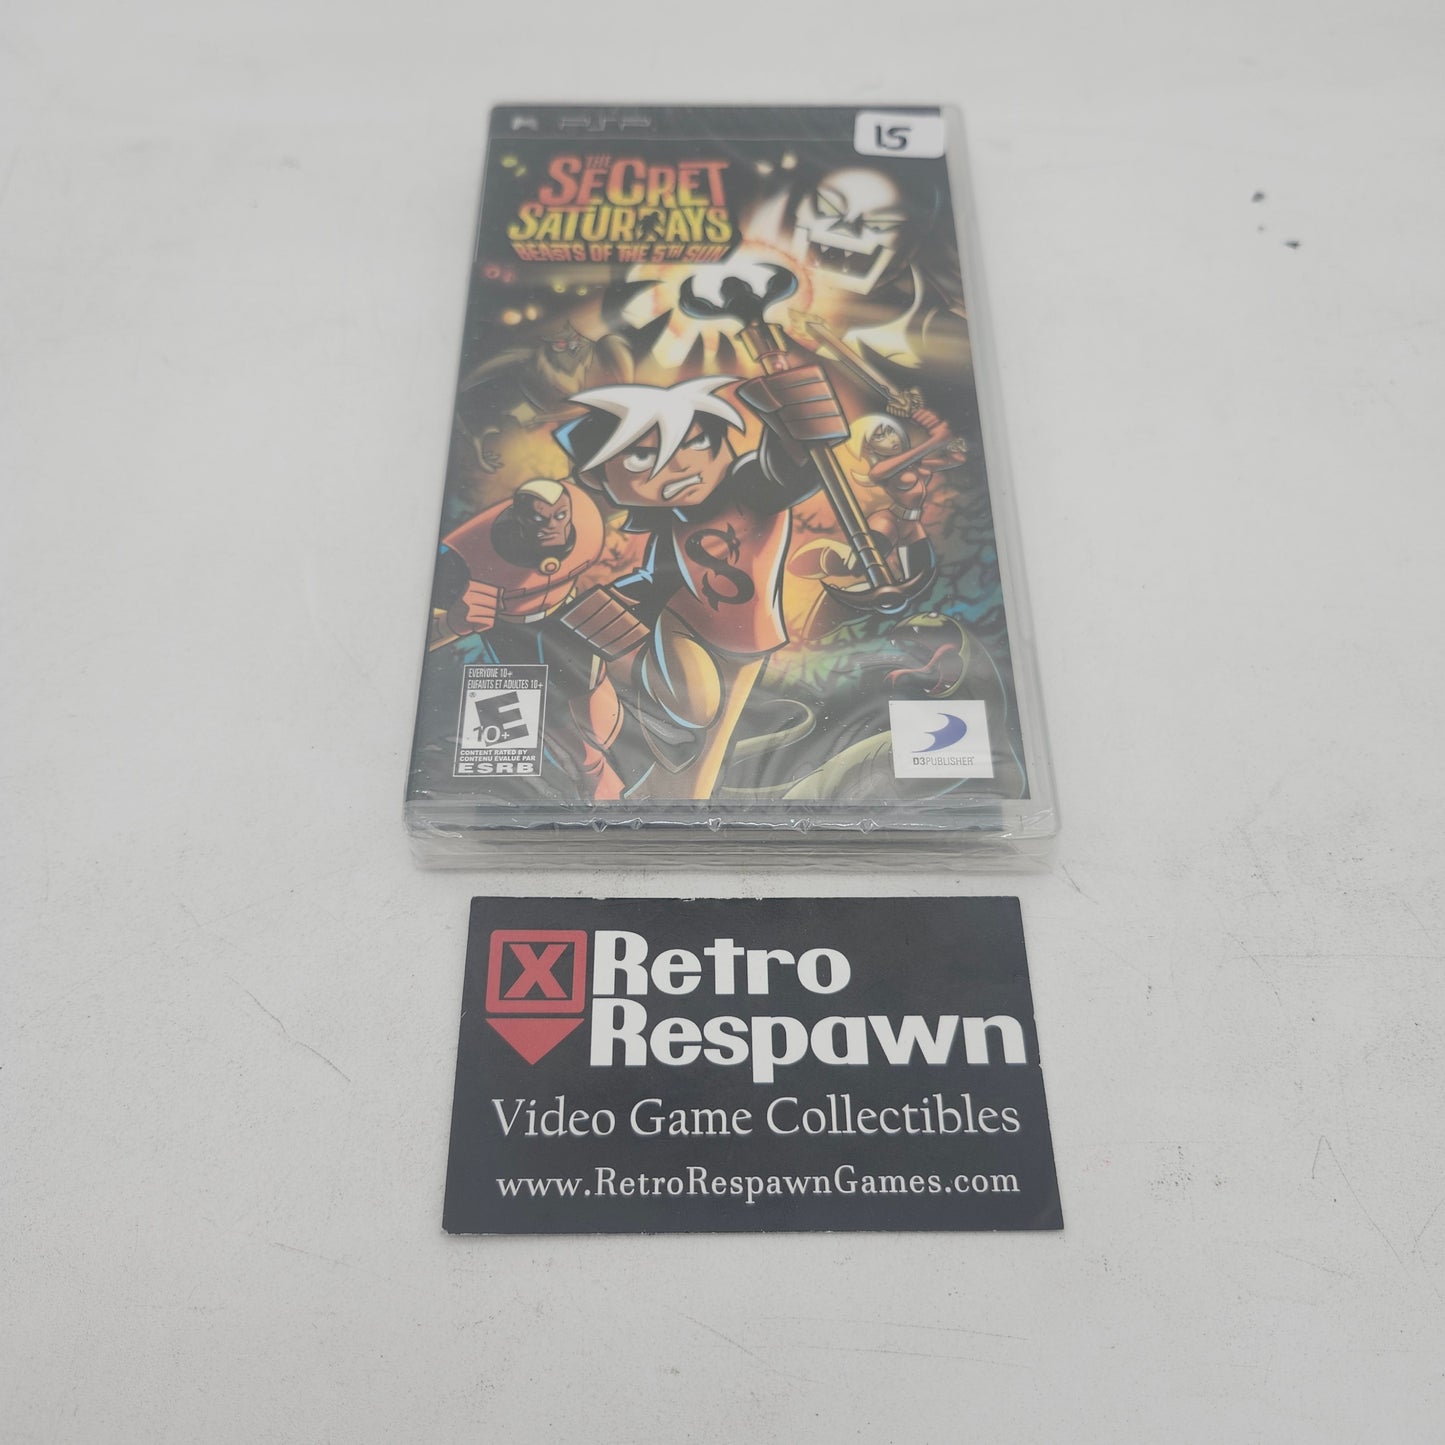 PSP
15
THE
SECRET
SATURDAYS
BEASTS OF THE 5TH SUN
S
EVERYONE 10+
ENFANTS ET ADULTES 10+
E
10+
CONTENT RATED BY
CONTENU ÉVALUÉ PAR
ESRB
D3PUBLISHER
X
Retro
Respawn
Video Game Collectibles
www.RetroRespawnGames.com